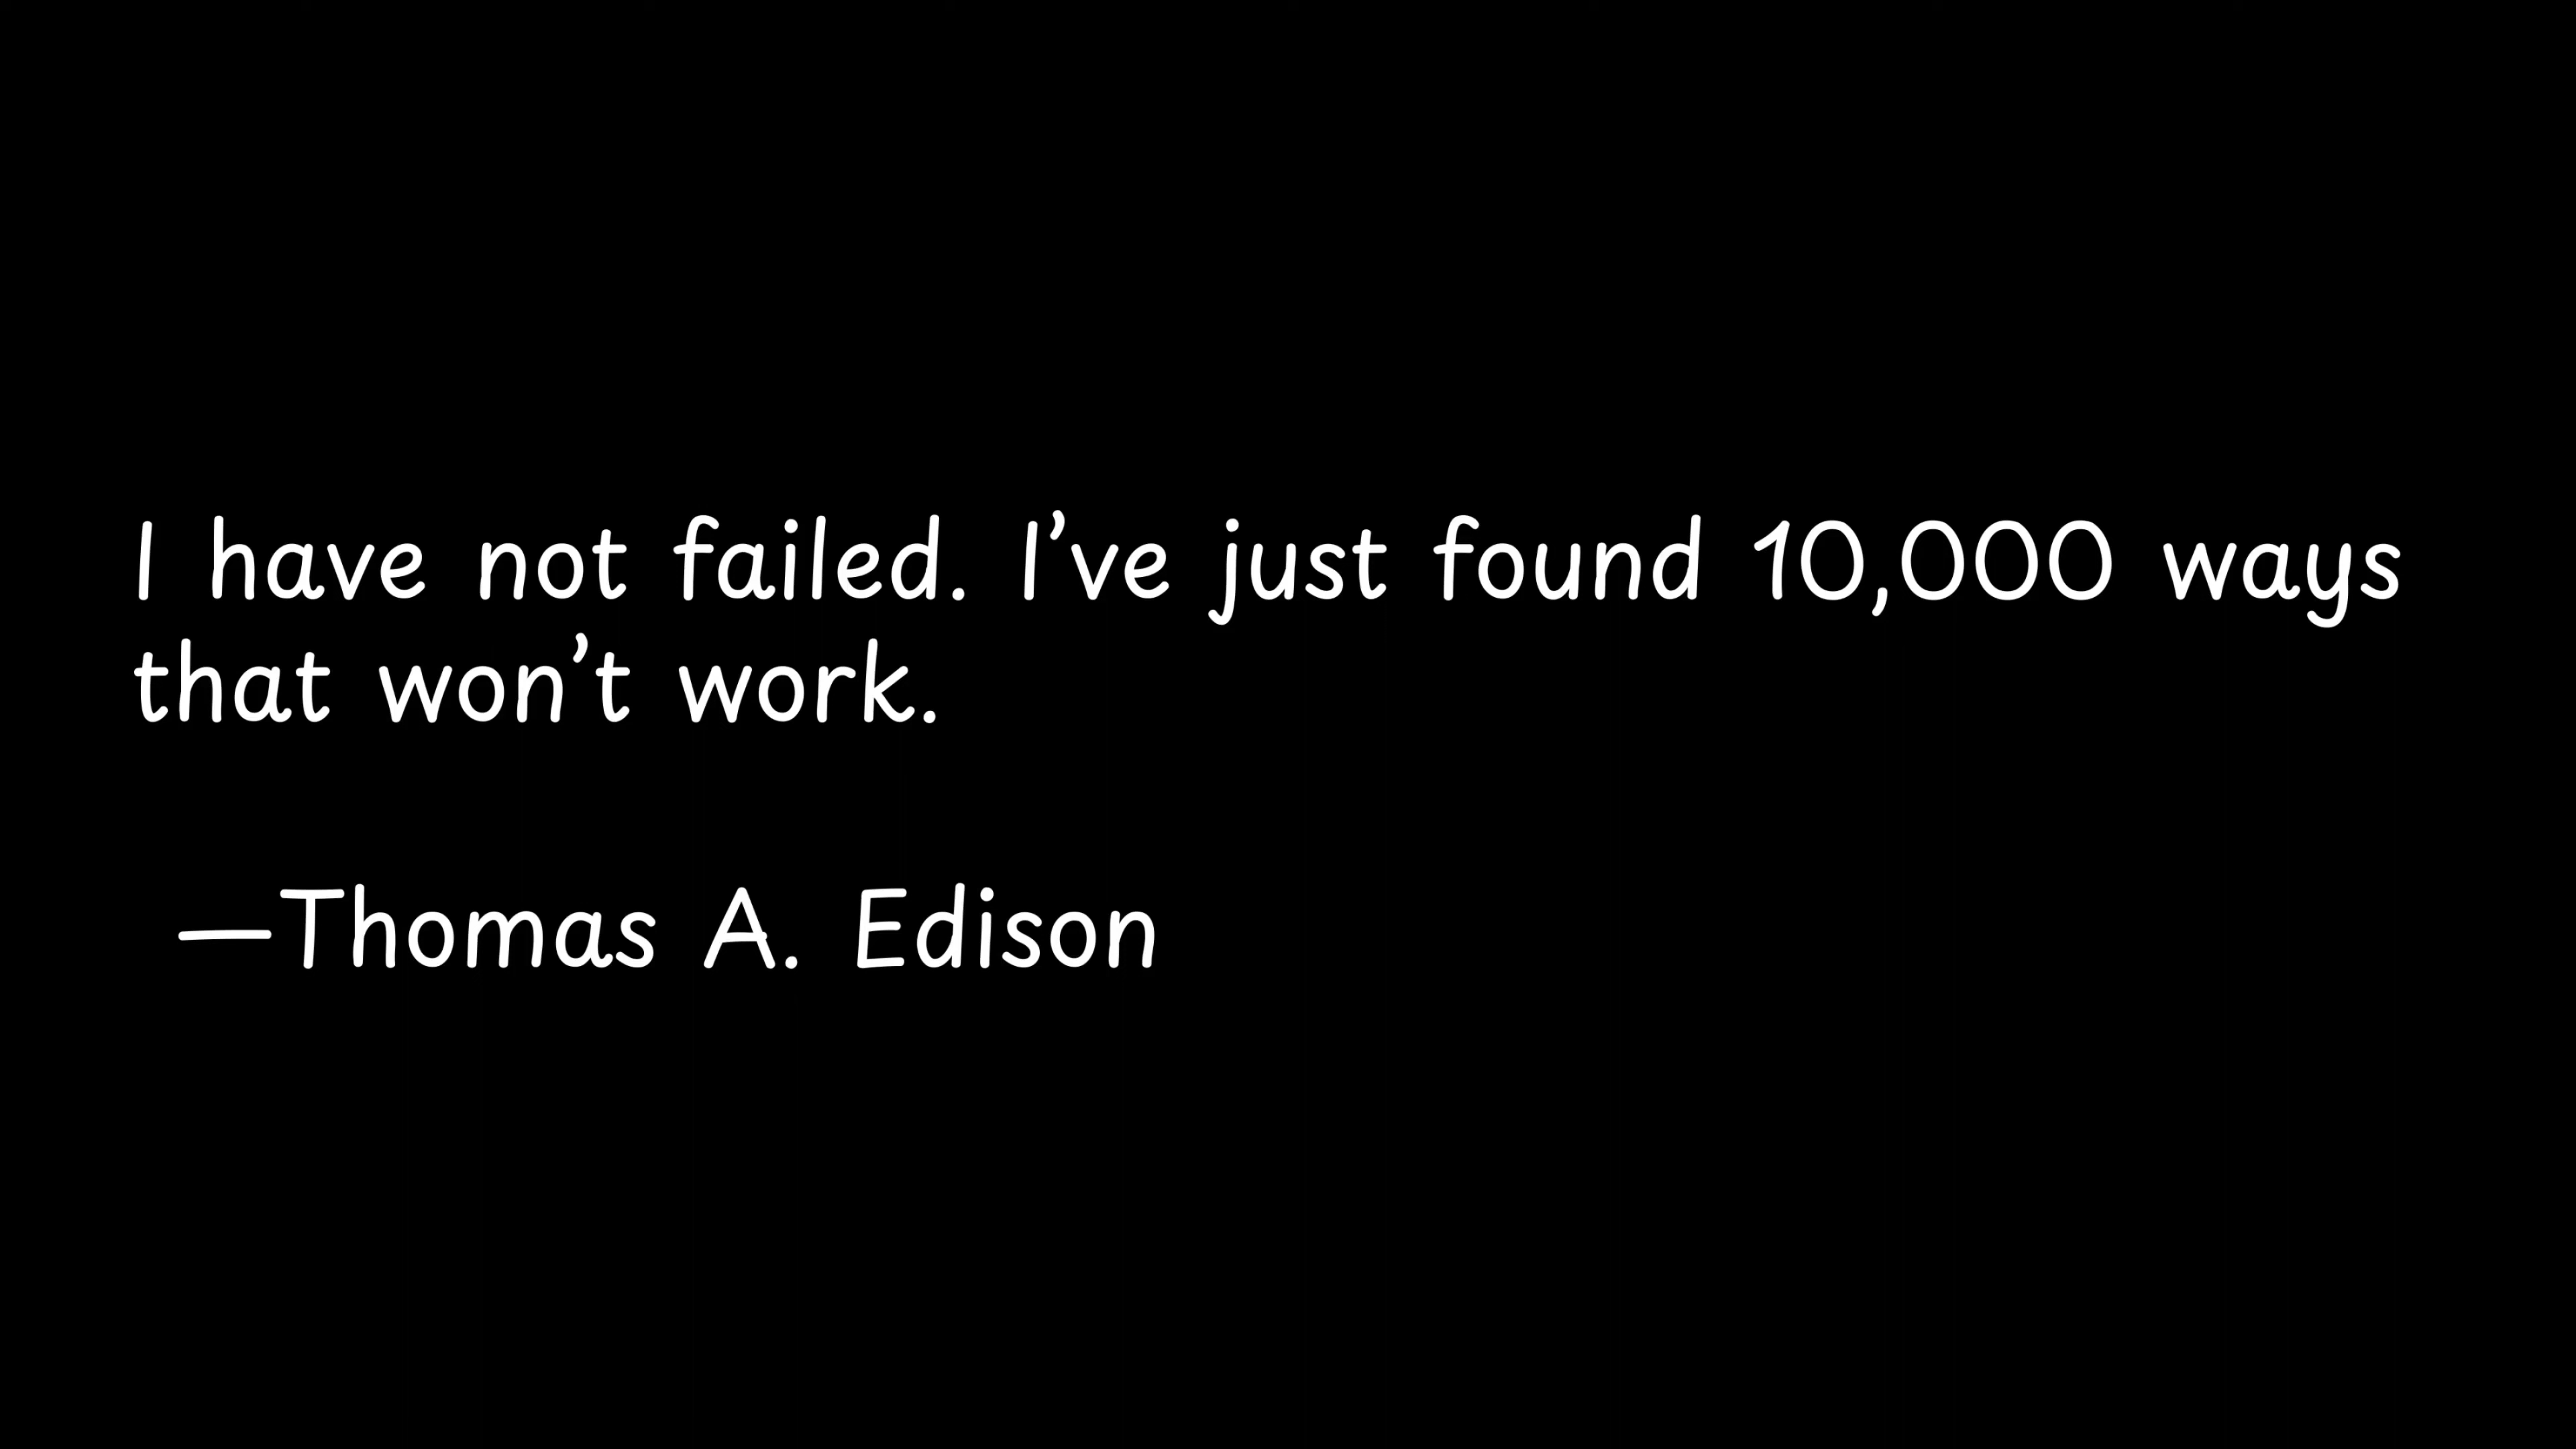 I have not failed. I’ve just found 10,000 ways
that won’t work.
—Thomas A. Edison